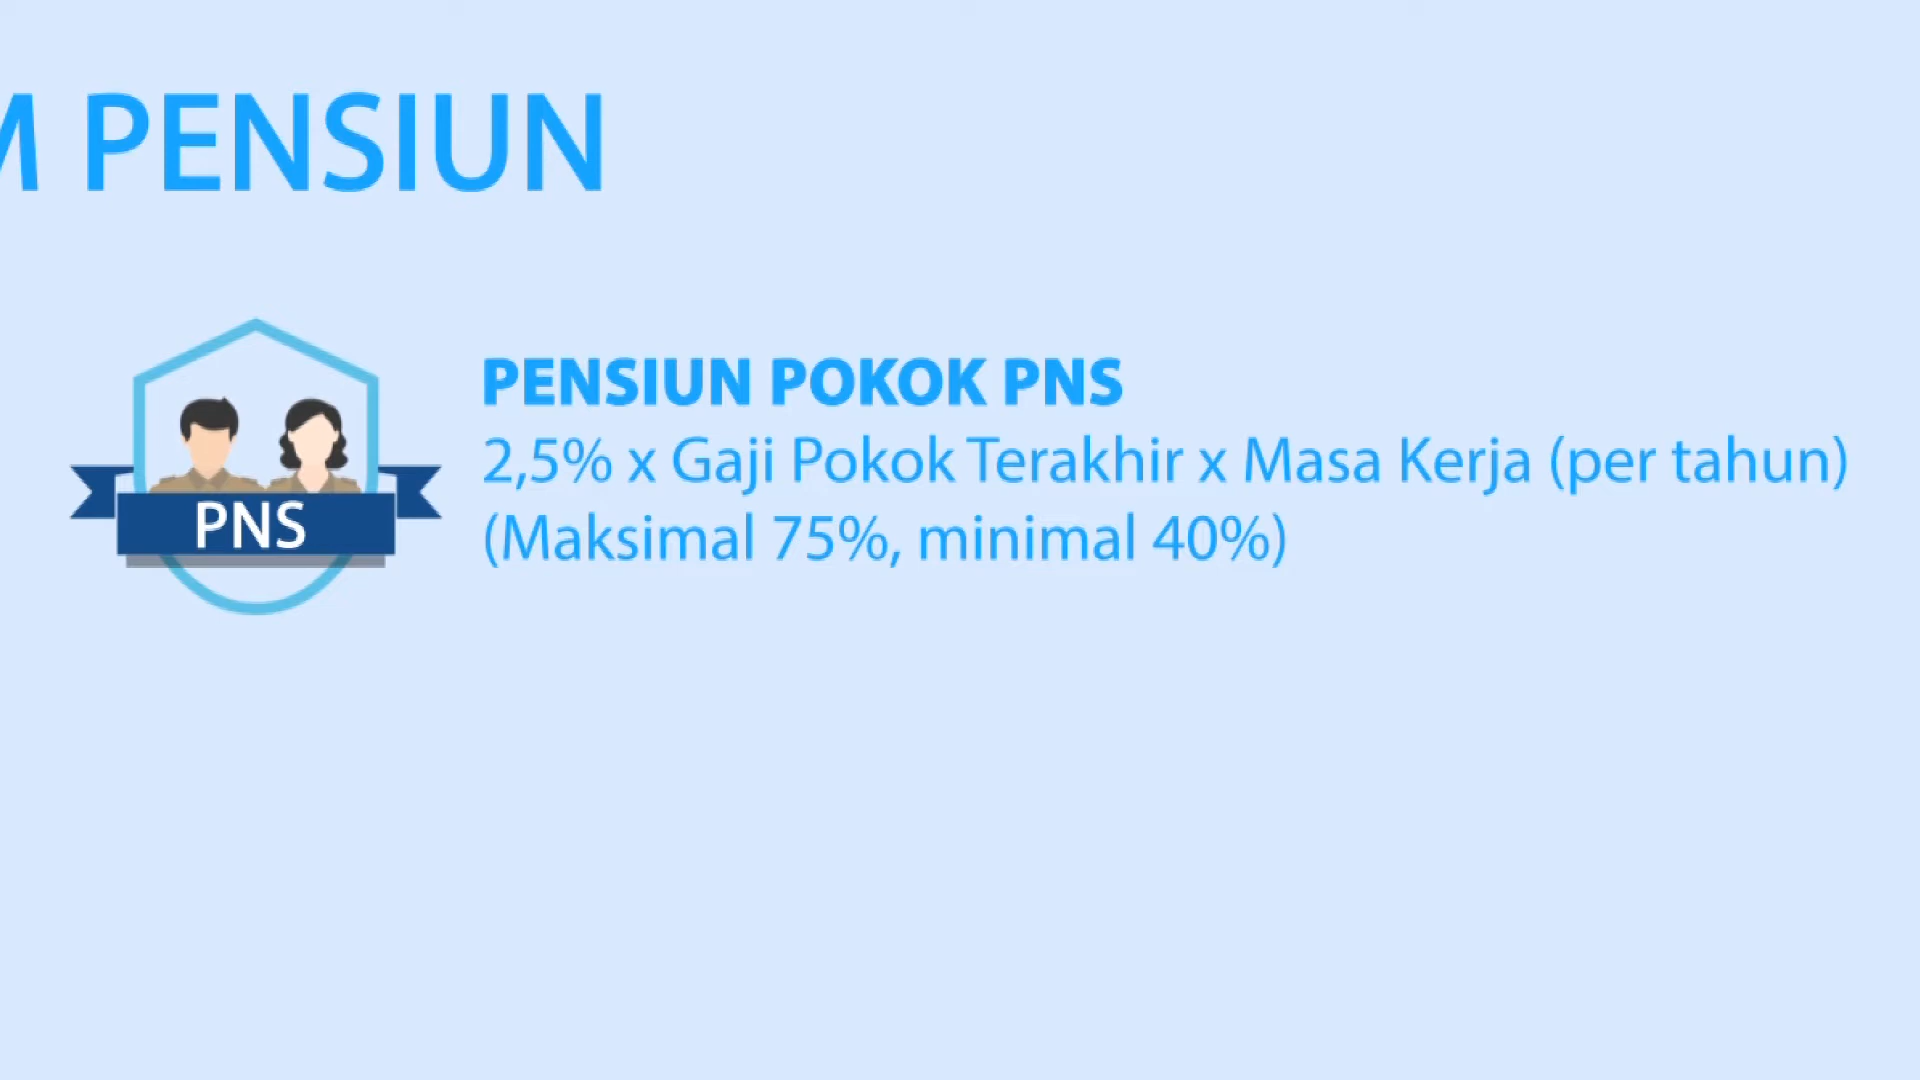 M PENSIUN
PENSIUN POKOK PNS
2,5% x Gaji Pokok Terakhir x Masa Kerja (per tahun)
(Maksimal 75%, minimal 40%)
PNS